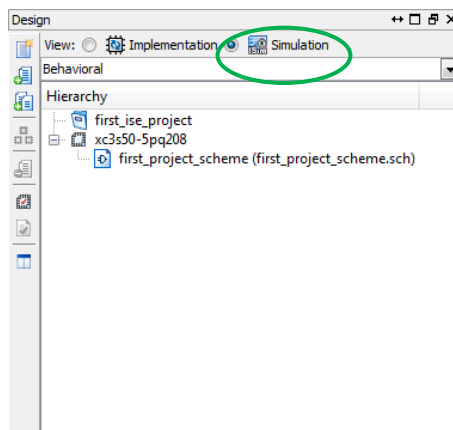 Design
View: Implementation Simulation
Behavioral
Hierarchy
first_ise_project
xc3s50-5pq208
first_project_scheme (first_project_scheme.sch)